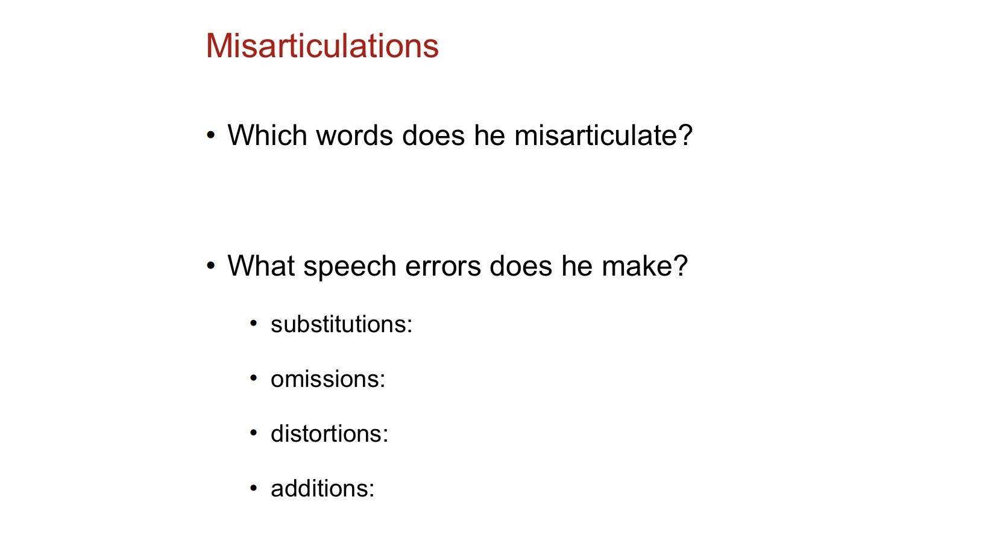 Misarticulations
• Which words does he misarticulate?
• What speech errors does he make?
• substitutions:
• omissions:
• distortions:
• additions: